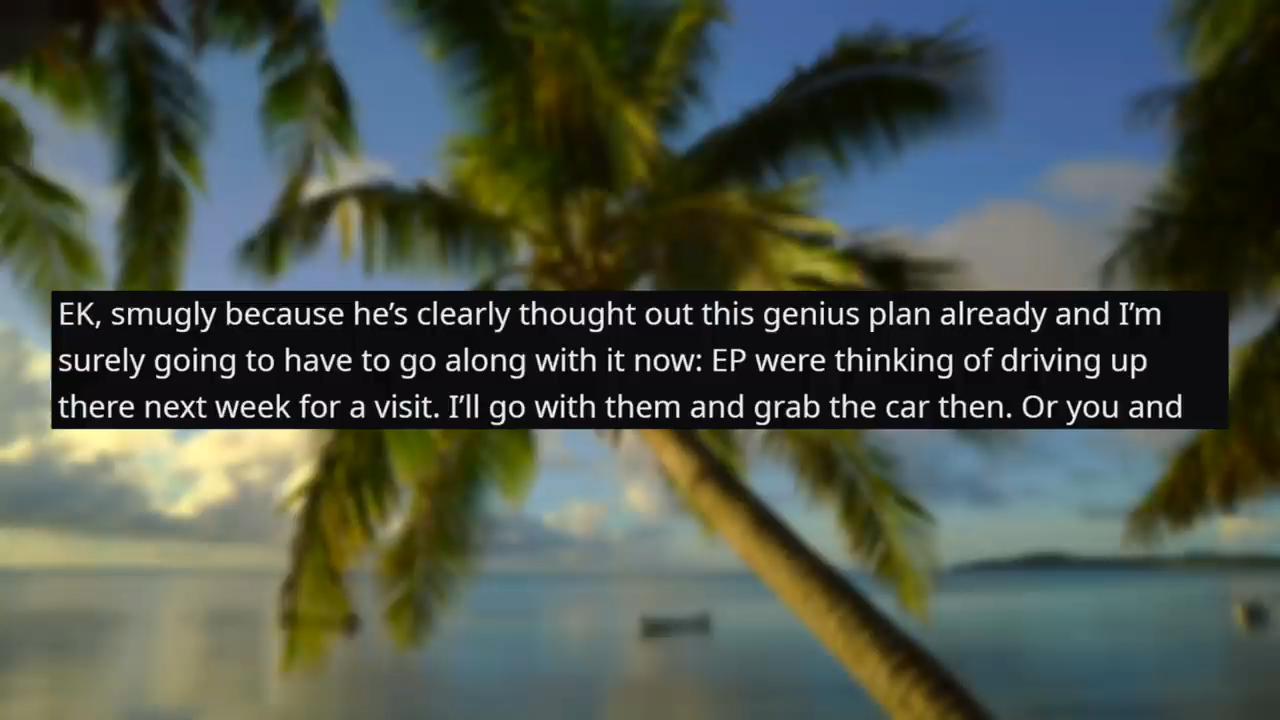 EK, smugly because he’s clearly thought out this genius plan already and I’m
surely going to have to go along with it now: EP were thinking of driving up
there next week for a visit. I’ll go with them and grab the car then. Or you and